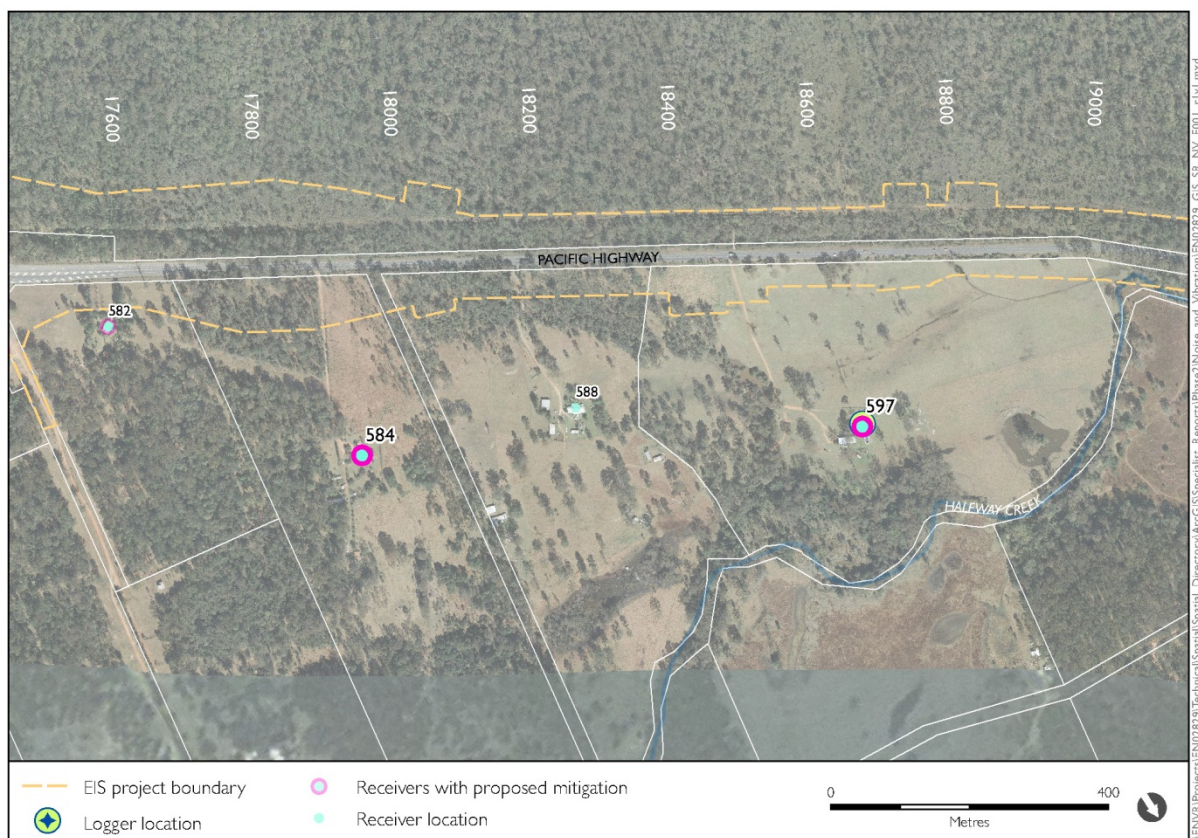 17600
17800
18000
18200
18400
18600
18800
19000
PACIFIC HIGHWAY
582
588
597
584
HALFWAY CREEK
EIS project boundary
Receivers with proposed mitigation
Logger location
Receiver location
0
400
Metres